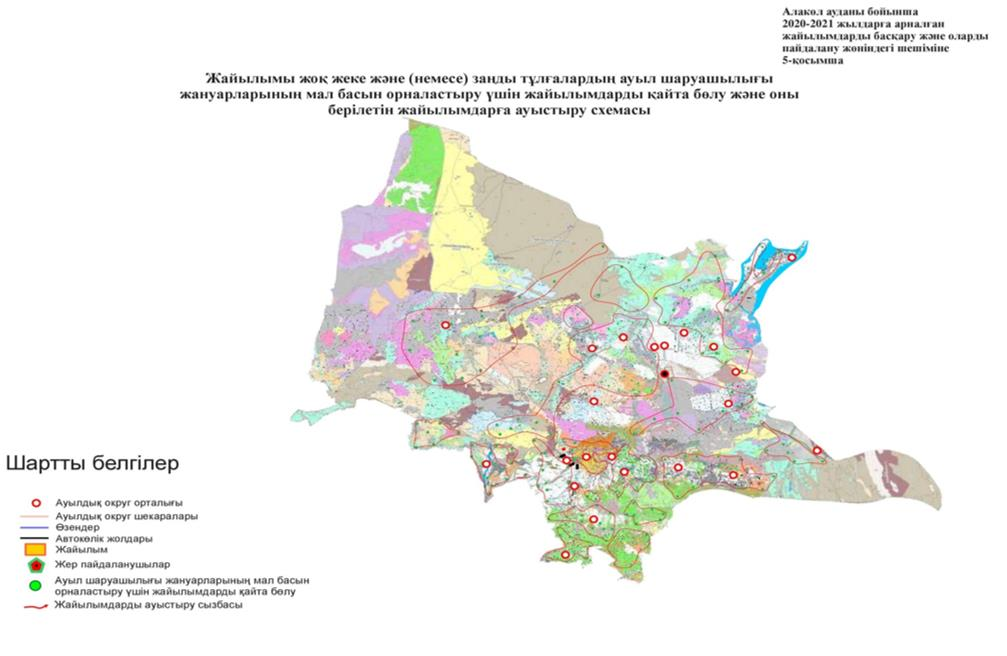 Алакөл ауданы бойынша
2020-2021 жылдарға арналған
жайылымдарды басқару және оларды
пайдалану жөніндегі шешіміне
5-қосымша
Жайылымы жоқ жеке және (немесе) заңды тұлғалардың ауыл шаруашылығы
жануарларының мал басын орналастыру үшін жайылымдарды қайта бөлу және оны
берілетін жайылымдарға ауыстыру схемасы
Шартты белгілер
Ауылдық округ орталығы
Ауылдық округ шекаралары
Өзендер
Автокөлік жолдары
Жайылым
Жер пайдаланушылар
Ауыл шаруашылығы жануарларының мал басын
орналастыру үшін жайылымдарды қайта бөлу
Жайылымдарды ауыстыру сызбасы